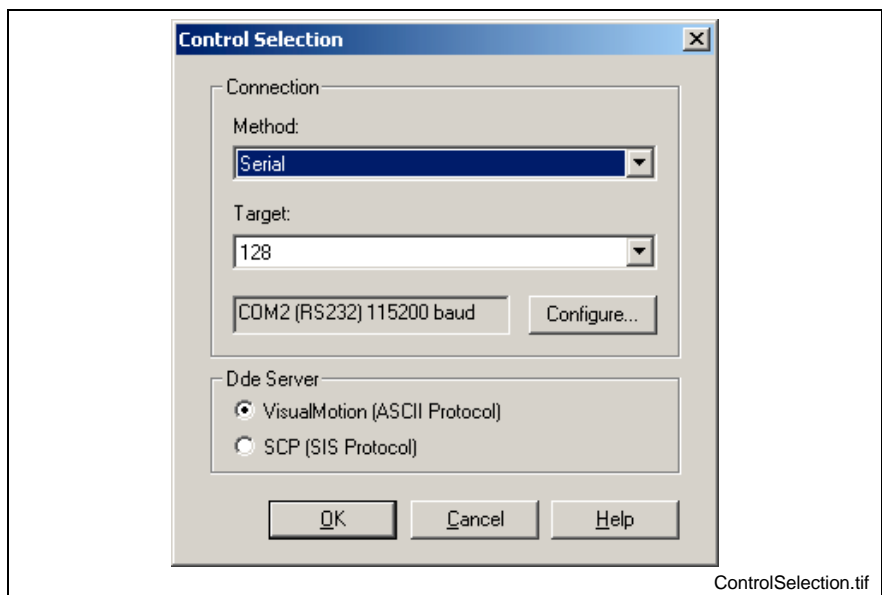 Control Selection
Connection
Method:
Serial
Target:
128
COM2 (RS232) 115200 baud
Configure...
Dde Server
VisualMotion (ASCII Protocol)
SCP (SIS Protocol)
OK
Cancel
Help
ControlSelection.tif